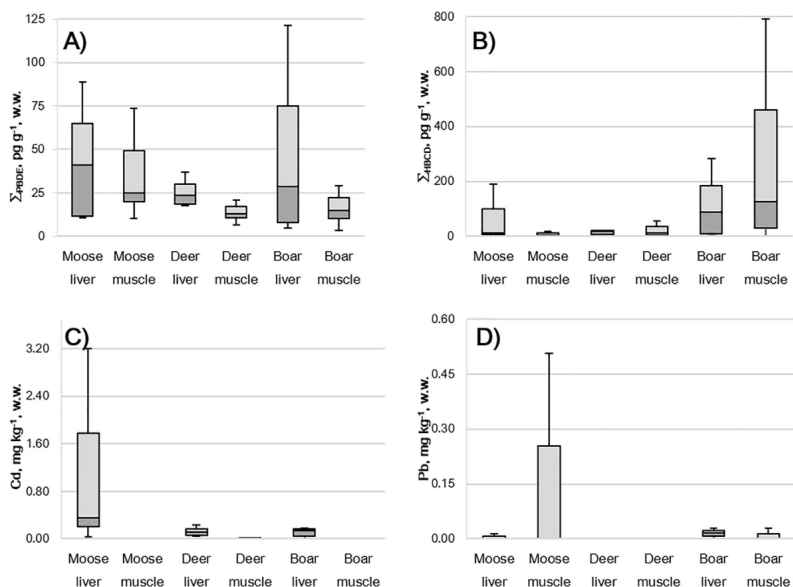 A)
ΣPBDE, pg g⁻¹, w.w.
125
100
75
50
25
0
Moose liver
Moose muscle
Deer liver
Deer muscle
Boar liver
Boar muscle
B)
ΣHBCD, pg g⁻¹, w.w.
800
600
400
200
0
Moose liver
Moose muscle
Deer liver
Deer muscle
Boar liver
Boar muscle
C)
Cd, mg kg⁻¹, w.w.
3.20
2.40
1.60
0.80
0.00
Moose liver
Moose muscle
Deer liver
Deer muscle
Boar liver
Boar muscle
D)
Pb, mg kg⁻¹, w.w.
0.60
0.45
0.30
0.15
0.00
Moose liver
Moose muscle
Deer liver
Deer muscle
Boar liver
Boar muscle